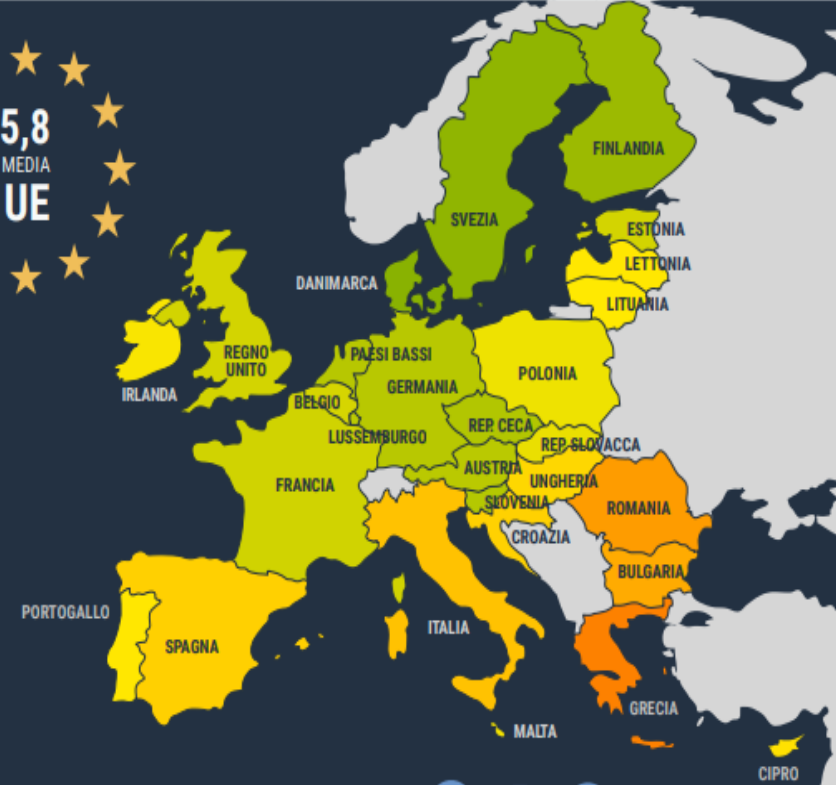 5,8
MEDIA
UE
FINLANDIA
SVEZIA
ESTONIA
LETTONIA
DANIMARCA
LITUANIA
REGNO
UNITO
PAESI BASSI
POLONIA
GERMANIA
IRLANDA
BELGIO
REP. CECA
LUSSEMBURGO
REP. SLOVACCA
AUSTRIA
UNGHERIA
FRANCIA
SLOVENIA
ROMANIA
CROAZIA
BULGARIA
PORTOGALLO
ITALIA
SPAGNA
GRECIA
MALTA
CIPRO